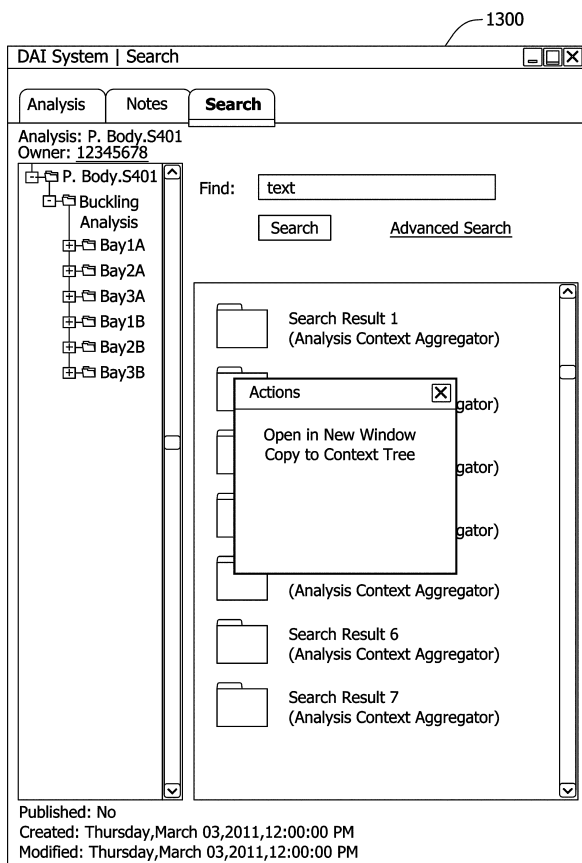 1300
DAI System | Search
Analysis Notes Search
Analysis: P. Body.S401
Owner: 12345678
P. Body.S401
Buckling
Analysis
Bay1A
Bay2A
Bay3A
Bay1B
Bay2B
Bay3B
Find: text
Search Advanced Search
Search Result 1
(Analysis Context Aggregator)
gator)
gator)
gator)
Actions
Open in New Window
Copy to Context Tree
(Analysis Context Aggregator)
Search Result 6
(Analysis Context Aggregator)
Search Result 7
(Analysis Context Aggregator)
Published: No
Created: Thursday,March 03,2011,12:00:00 PM
Modified: Thursday,March 03,2011,12:00:00 PM